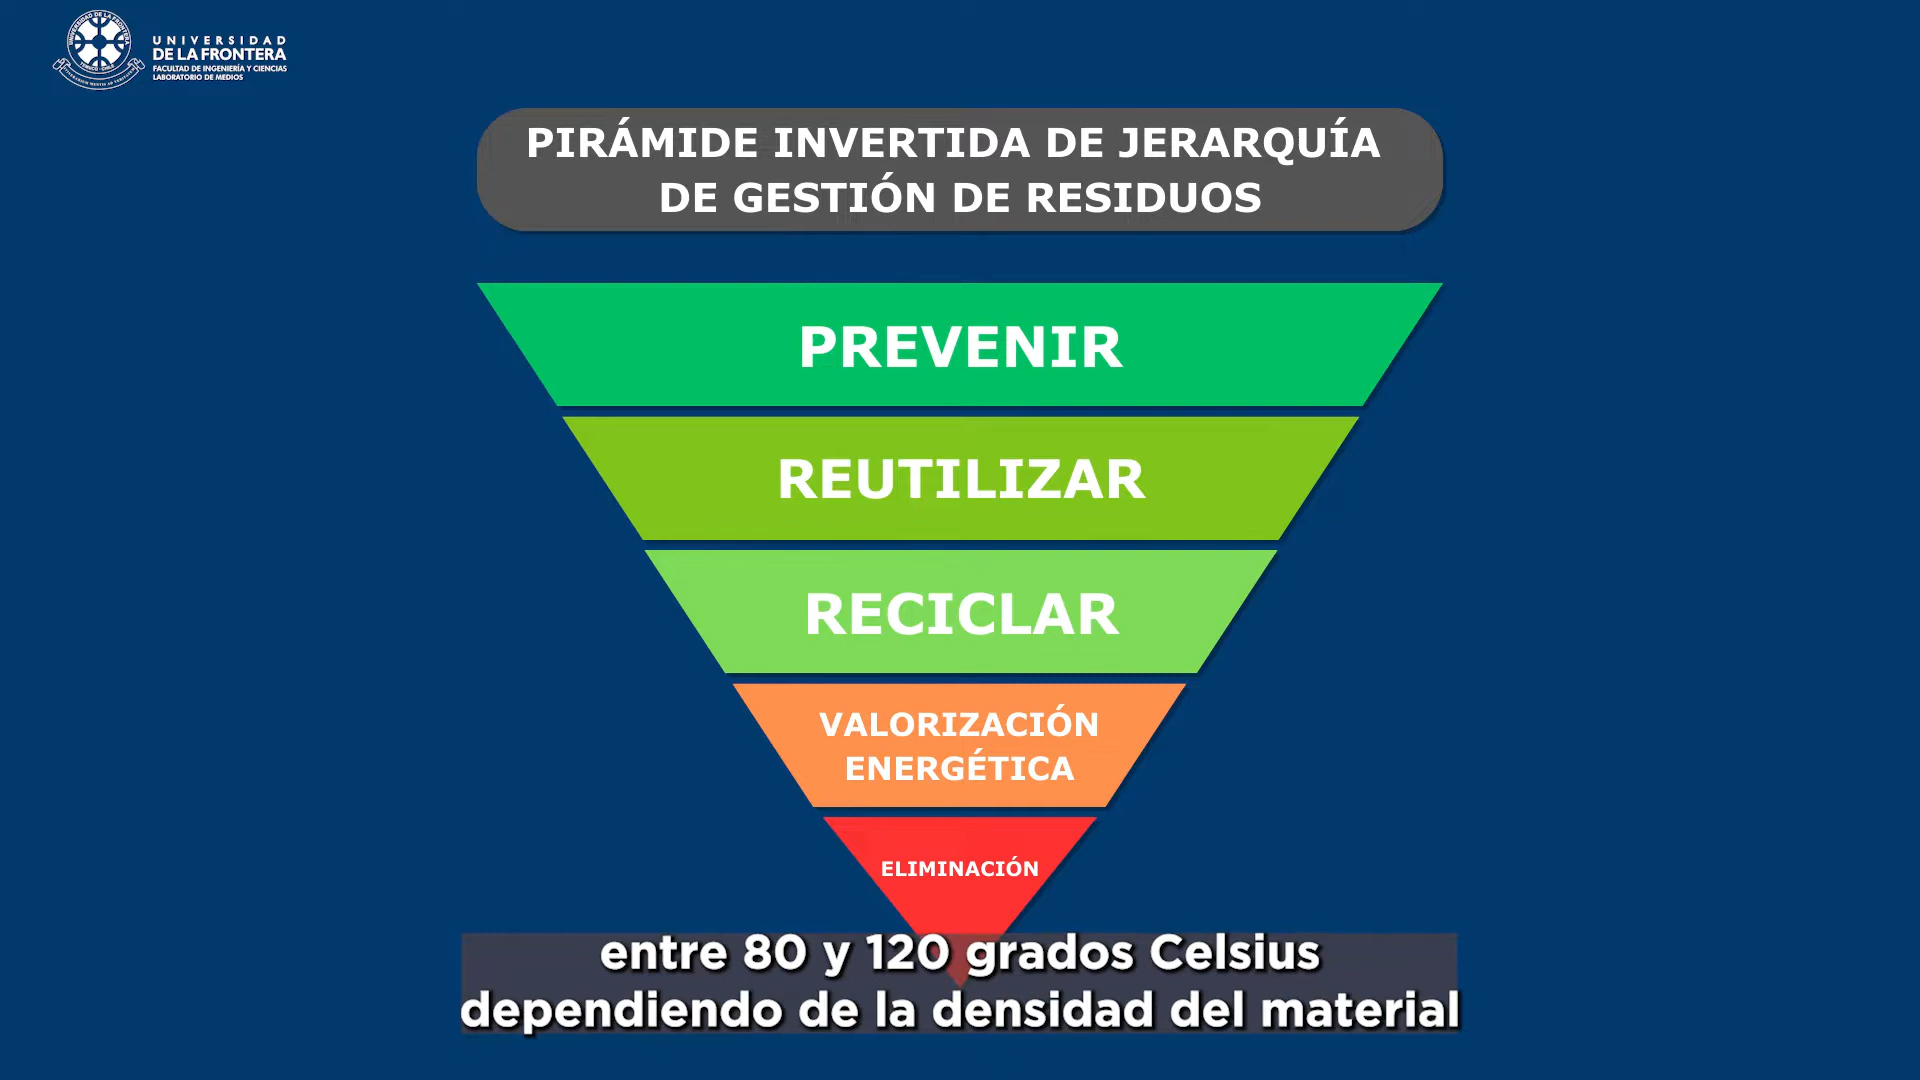 UNIVERSIDAD
DE LA FRONTERA
FACULTAD DE INGENIERÍA Y CIENCIAS
LABORATORIO DE MEDIOS
PIRÁMIDE INVERTIDA DE JERARQUÍA
DE GESTIÓN DE RESIDUOS
PREVENIR
REUTILIZAR
RECICLAR
VALORIZACIÓN
ENERGÉTICA
ELIMINACIÓN
entre 80 y 120 grados Celsius
dependiendo de la densidad del material